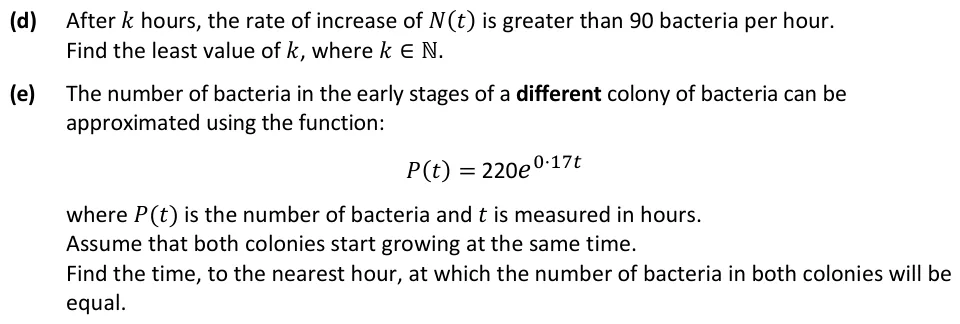 (d) After k hours, the rate of increase of N(t) is greater than 90 bacteria per hour.
Find the least value of k, where k ∈ ℕ.
(e) The number of bacteria in the early stages of a different colony of bacteria can be
approximated using the function:
P(t) = 220e^{0·17t}
where P(t) is the number of bacteria and t is measured in hours.
Assume that both colonies start growing at the same time.
Find the time, to the nearest hour, at which the number of bacteria in both colonies will be
equal.